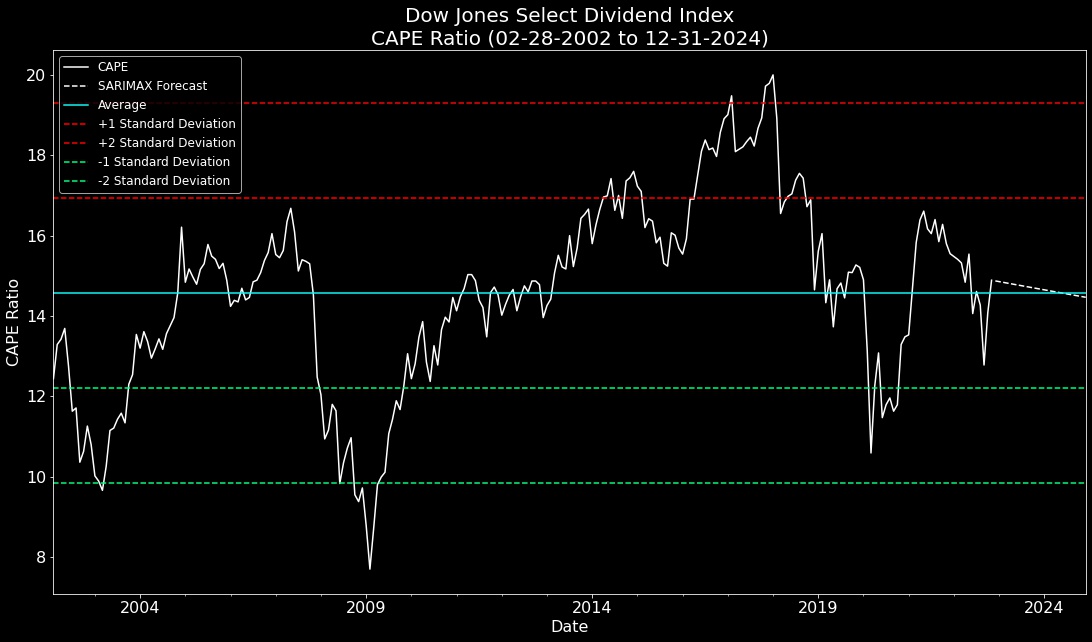 Dow Jones Select Dividend Index
CAPE Ratio (02-28-2002 to 12-31-2024)
CAPE
SARIMAX Forecast
Average
+1 Standard Deviation
+2 Standard Deviation
-1 Standard Deviation
-2 Standard Deviation
CAPE Ratio
20
18
16
14
12
10
8
2004
2009
2014
2019
2024
Date